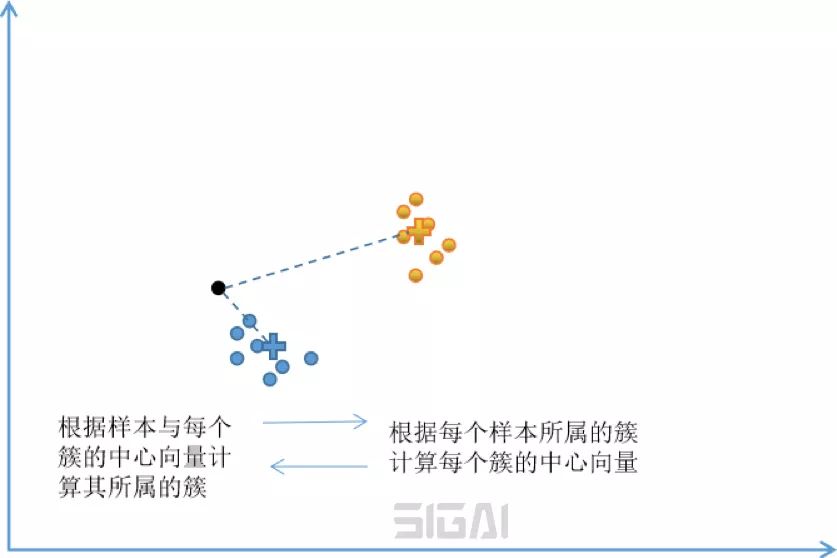 根据样本与每个
簇的中心向量计
算其所属的簇
根据每个样本所属的簇
计算每个簇的中心向量
SIGAI